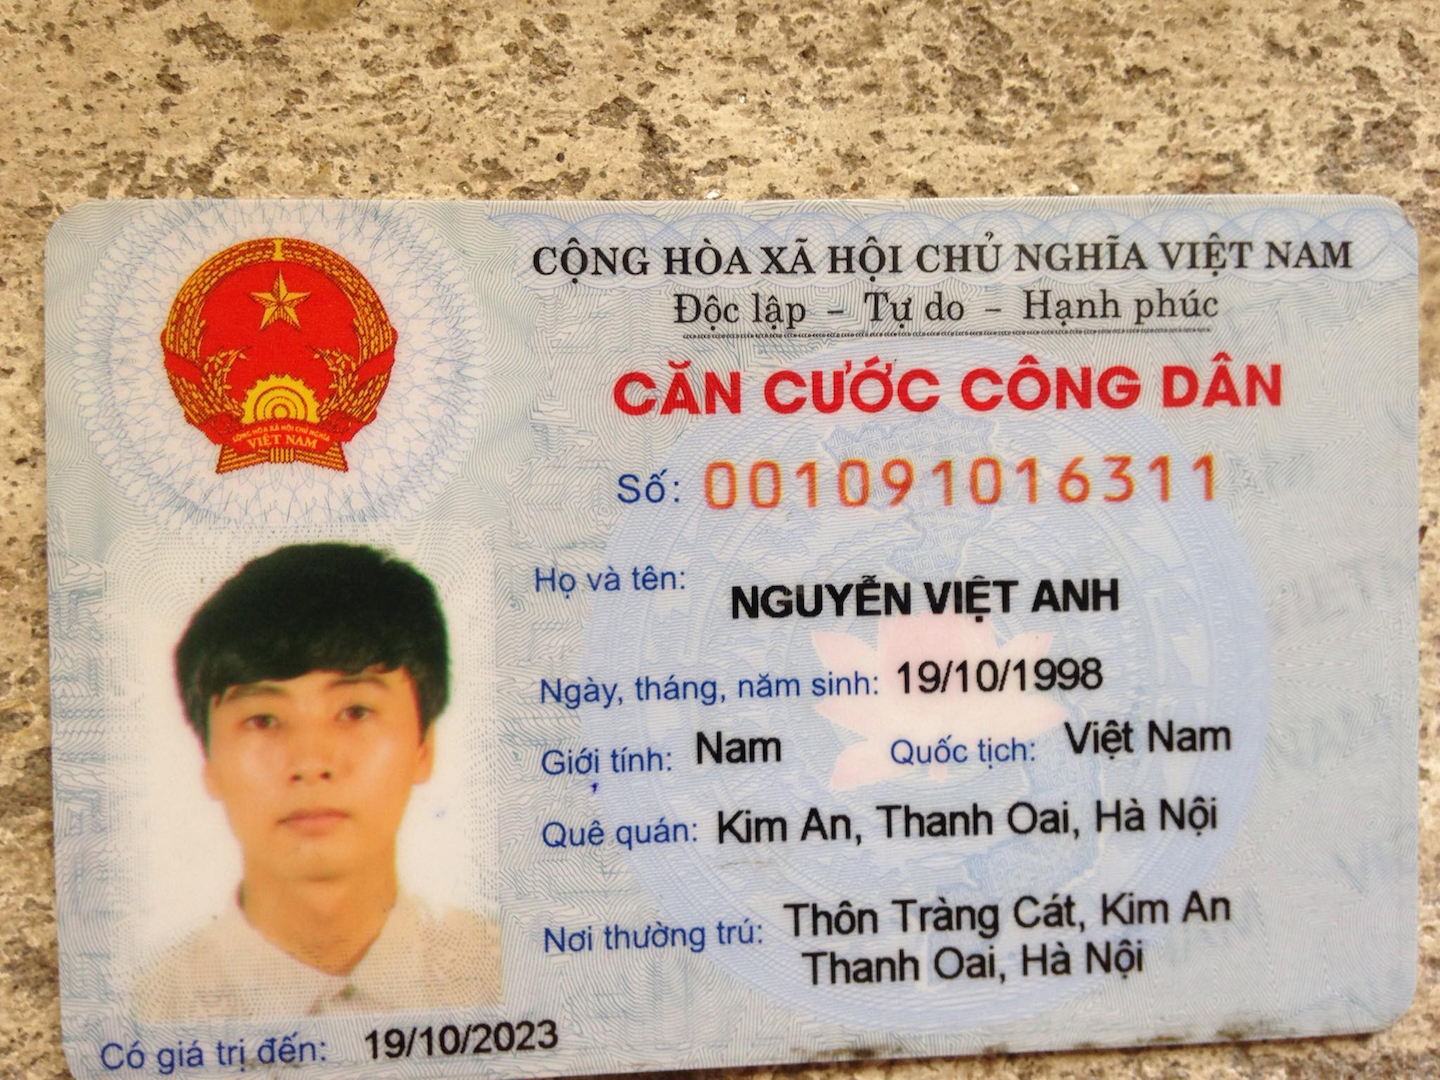 CỘNG HÒA XÃ HỘI CHỦ NGHĨA VIỆT NAM
Độc lập – Tự do – Hạnh phúc
CĂN CƯỚC CÔNG DÂN
Số: 001091016311
CỘNG HÒA XÃ HỘI CHỦ NGHĨA
VIỆT NAM
Họ và tên: NGUYỄN VIỆT ANH
Ngày, tháng, năm sinh: 19/10/1998
Giới tính: Nam Quốc tịch: Việt Nam
Quê quán: Kim An, Thanh Oai, Hà Nội
Nơi thường trú: Thôn Tràng Cát, Kim An
Thanh Oai, Hà Nội
Có giá trị đến: 19/10/2023